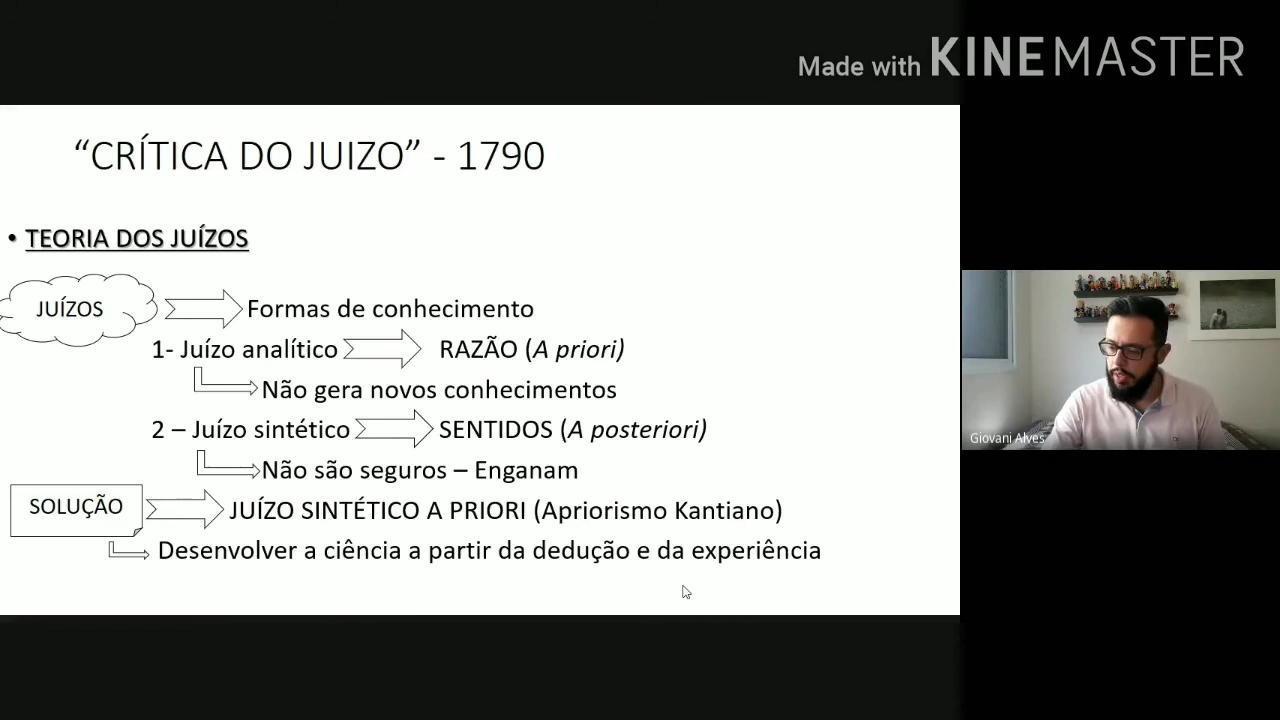 Made with KINEMASTER
“CRÍTICA DO JUIZO” - 1790
• TEORIA DOS JUÍZOS
JUÍZOS Formas de conhecimento
1- Juízo analítico RAZÃO (A priori)
Não gera novos conhecimentos
2 – Juízo sintético SENTIDOS (A posteriori)
Não são seguros – Enganam
SOLUÇÃO JUÍZO SINTÉTICO A PRIORI (Apriorismo Kantiano)
Desenvolver a ciência a partir da dedução e da experiência
Giovani Alves